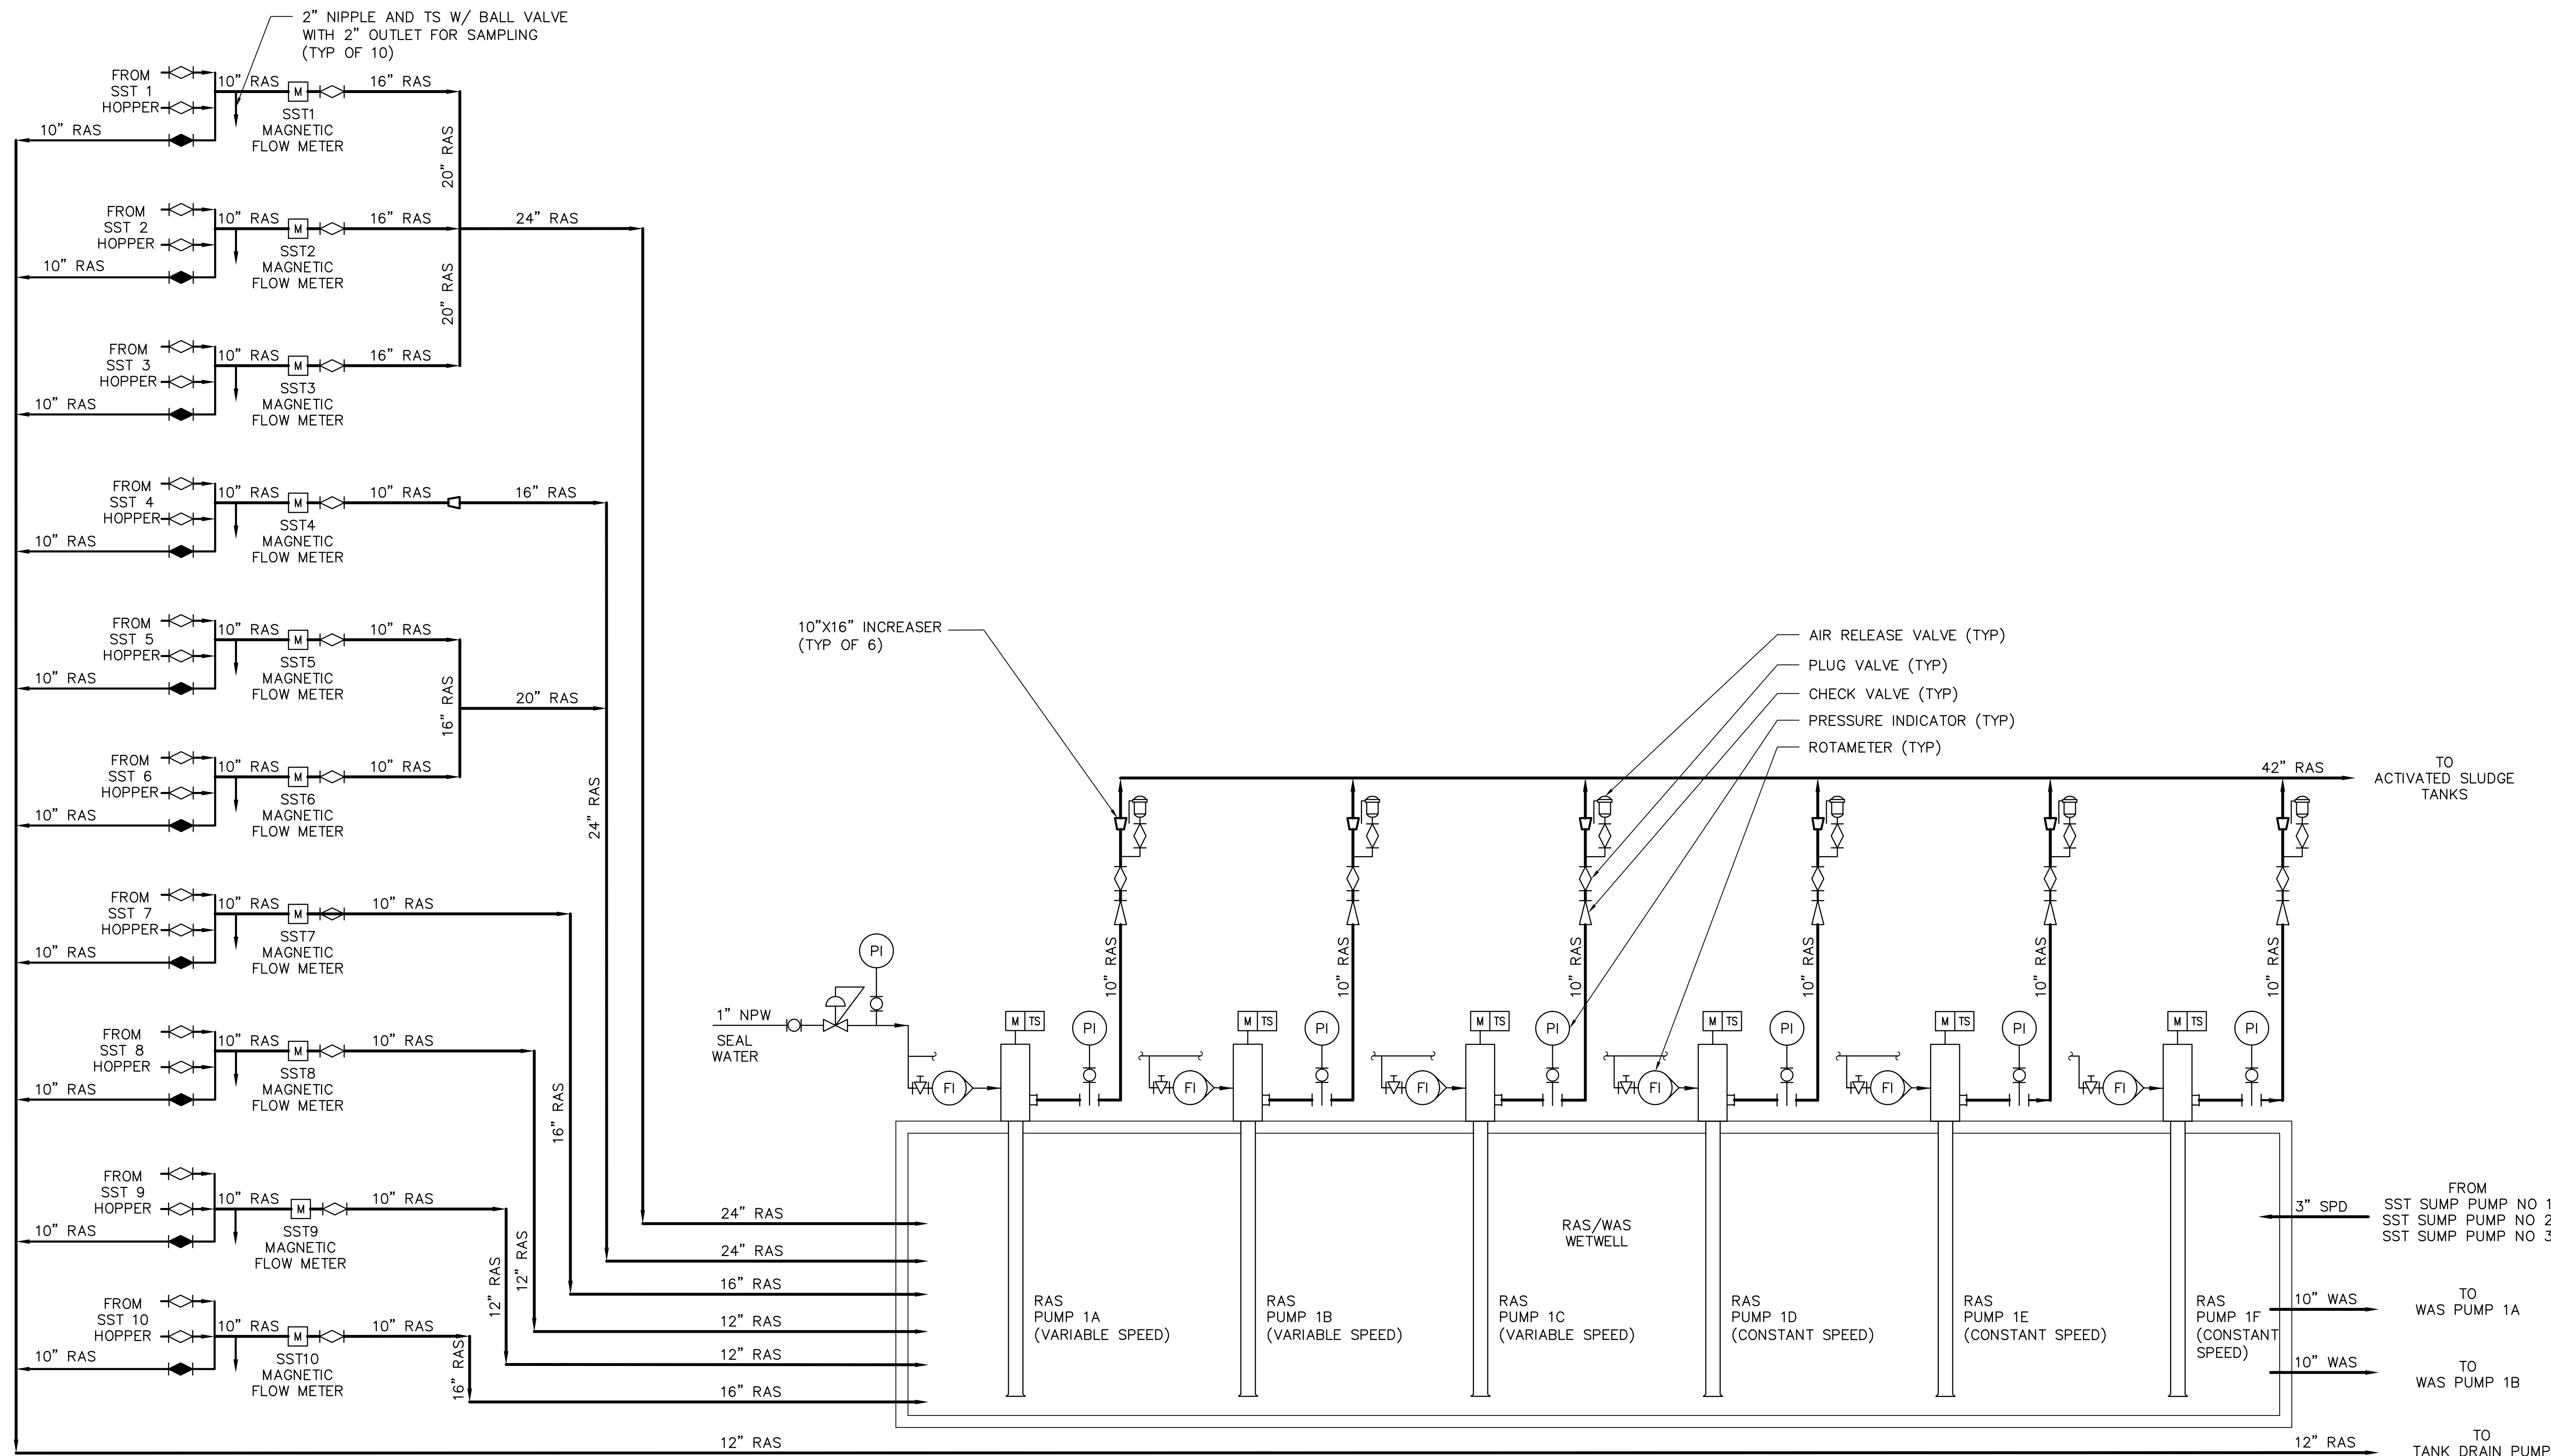 2” NIPPLE AND TS W/ BALL VALVE
WITH 2” OUTLET FOR SAMPLING
(TYP OF 10)
FROM
SST 1
HOPPER
10” RAS
M
16” RAS
SST1
MAGNETIC
FLOW METER
10” RAS
20” RAS
FROM
SST 2
HOPPER
10” RAS
M
16” RAS
24” RAS
SST2
MAGNETIC
FLOW METER
10” RAS
20” RAS
FROM
SST 3
HOPPER
10” RAS
M
16” RAS
SST3
MAGNETIC
FLOW METER
10” RAS
FROM
SST 4
HOPPER
10” RAS
M
10” RAS
16” RAS
SST4
MAGNETIC
FLOW METER
10” RAS
FROM
SST 5
HOPPER
10” RAS
M
10” RAS
SST5
MAGNETIC
FLOW METER
10” RAS
16” RAS
20” RAS
FROM
SST 6
HOPPER
10” RAS
M
10” RAS
SST6
MAGNETIC
FLOW METER
10” RAS
24” RAS
FROM
SST 7
HOPPER
10” RAS
M
10” RAS
SST7
MAGNETIC
FLOW METER
10” RAS
16” RAS
FROM
SST 8
HOPPER
10” RAS
M
10” RAS
SST8
MAGNETIC
FLOW METER
10” RAS
12” RAS
FROM
SST 9
HOPPER
10” RAS
M
10” RAS
SST9
MAGNETIC
FLOW METER
10” RAS
12” RAS
FROM
SST 10
HOPPER
10” RAS
M
10” RAS
SST10
MAGNETIC
FLOW METER
10” RAS
16” RAS
24” RAS
24” RAS
16” RAS
12” RAS
12” RAS
16” RAS
12” RAS
10”X16” INCREASER
(TYP OF 6)
AIR RELEASE VALVE (TYP)
PLUG VALVE (TYP)
CHECK VALVE (TYP)
PRESSURE INDICATOR (TYP)
ROTAMETER (TYP)
42” RAS
TO
ACTIVATED SLUDGE
TANKS
10” RAS
10” RAS
10” RAS
10” RAS
10” RAS
10” RAS
PI
1” NPW
SEAL
WATER
M TS
PI
M TS
PI
M TS
PI
M TS
PI
M TS
PI
M TS
PI
FI
FI
FI
FI
FI
FI
RAS/WAS
WETWELL
RAS
PUMP 1A
(VARIABLE SPEED)
RAS
PUMP 1B
(VARIABLE SPEED)
RAS
PUMP 1C
(VARIABLE SPEED)
RAS
PUMP 1D
(CONSTANT SPEED)
RAS
PUMP 1E
(CONSTANT SPEED)
RAS
PUMP 1F
(CONSTANT
SPEED)
3” SPD
FROM
SST SUMP PUMP NO 1
SST SUMP PUMP NO 2
SST SUMP PUMP NO 3
10” WAS
TO
WAS PUMP 1A
10” WAS
TO
WAS PUMP 1B
12” RAS
TO
TANK DRAIN PUMP